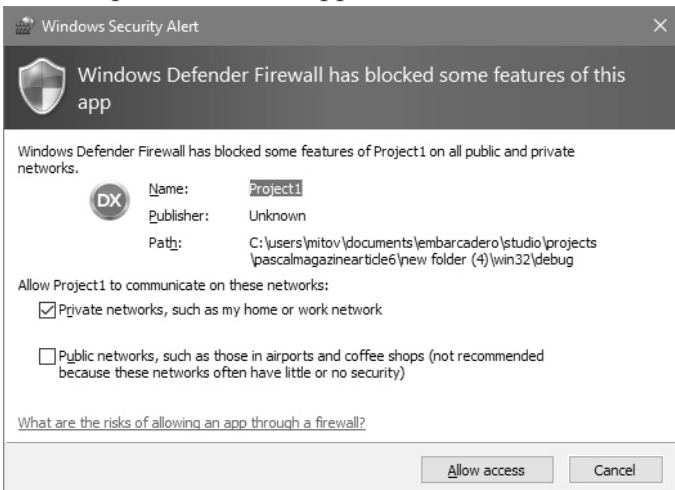 Windows Security Alert
Windows Defender Firewall has blocked some features of this
app
Windows Defender Firewall has blocked some features of Project1 on all public and private
networks.
DX
Name: Project1
Publisher: Unknown
Path: C:\users\mitov\documents\embarcadero\studio\projects
\pascalmagazinearticle6\new folder (4)\win32\debug
Allow Project1 to communicate on these networks:
Private networks, such as my home or work network
Public networks, such as those in airports and coffee shops (not recommended
because these networks often have little or no security)
What are the risks of allowing an app through a firewall?
Allow access Cancel